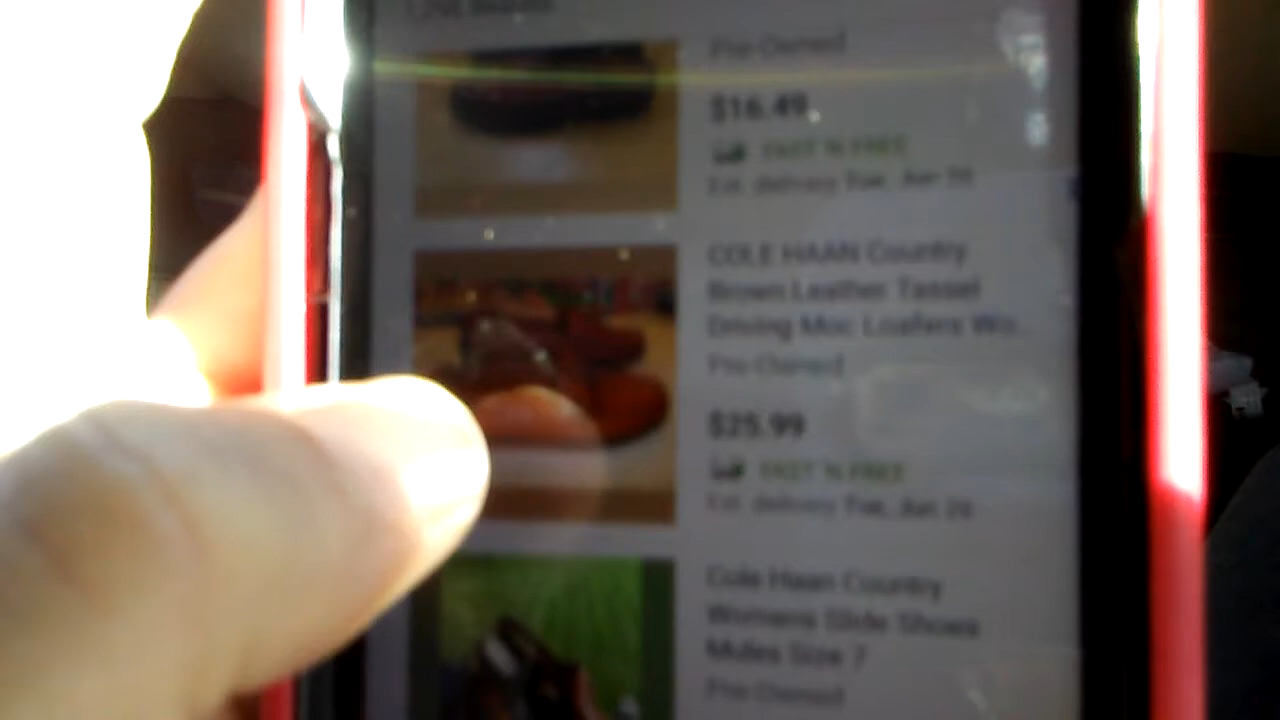 Pre-Owned
$16.49
FAST 'N FREE
Est. delivery Tue, Jun
COLE HAAN Country
Brown Leather Tassel
Driving Moc Loafers Wo...
Pre-Owned
$25.99
FAST 'N FREE
Est. delivery Tue, Jun
Cole Haan Country
Womens Slide Shoes
Mules Size 7
Pre-Owned